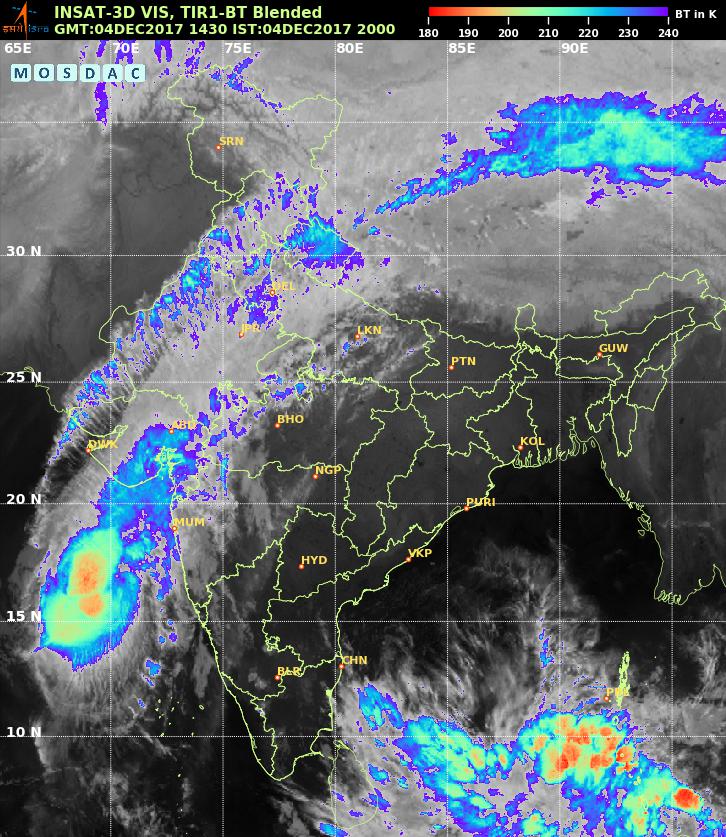 INSAT-3D VIS, TIR1-BT Blended
GMT:04DEC2017 1430 IST:04DEC2017 2000
BT in K
180 190 200 210 220 230 240
65E 70E 75E 80E 85E 90E
MOSDAC
SRN
30 N
DEL
JPR LKN
GUW
PTN
25 N
BHO
DWK KOL
NGP
20 N PURI
MUM
VKP
HYD
15 N
CHN
BLR
10 N